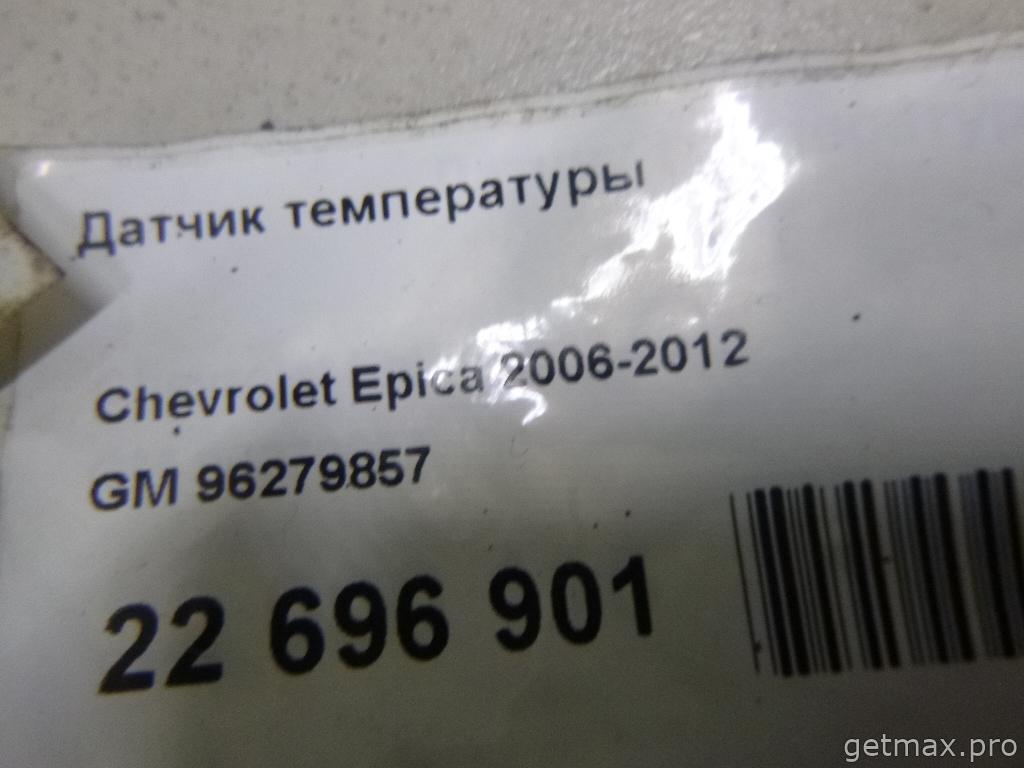 Датчик температуры
Chevrolet Epica 2006-2012
GM 96279857
22 696 901
getmax.pro